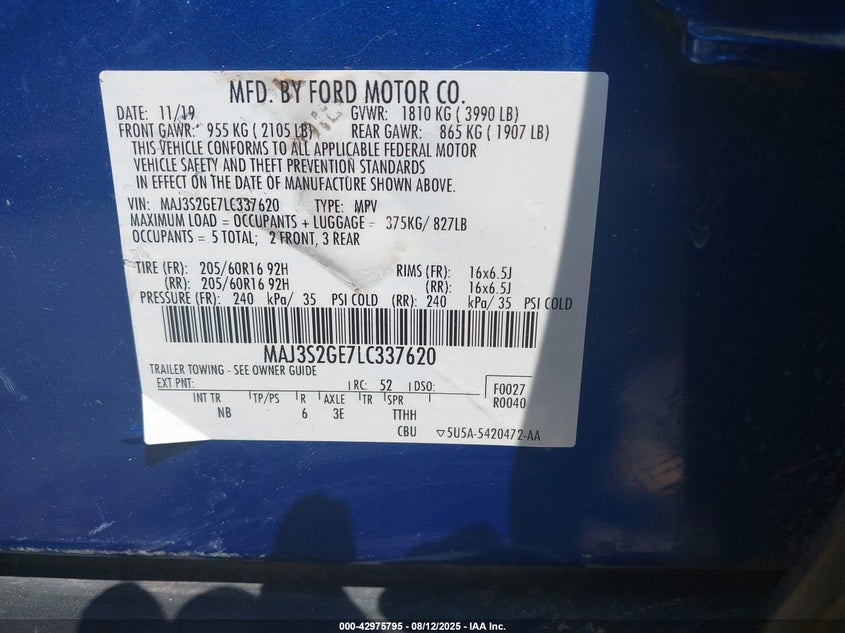 MFD. BY FORD MOTOR CO.
DATE: 11/19 GVWR: 1810 KG ( 3990 LB)
FRONT GAWR: 955 KG ( 2105 LB) REAR GAWR: 865 KG ( 1907 LB)
THIS VEHICLE CONFORMS TO ALL APPLICABLE FEDERAL MOTOR
VEHICLE SAFETY AND THEFT PREVENTION STANDARDS
IN EFFECT ON THE DATE OF MANUFACTURE SHOWN ABOVE.
VIN: MAJ3S2GE7LC337620 TYPE: MPV
MAXIMUM LOAD = OCCUPANTS + LUGGAGE = 375KG/ 827LB
OCCUPANTS = 5 TOTAL; 2 FRONT, 3 REAR
TIRE (FR): 205/60R16 92H RIMS (FR): 16x6.5J
(RR): 205/60R16 92H (RR): 16x6.5J
PRESSURE (FR): 240 kPa/ 35 PSI COLD (RR): 240 kPa/ 35 PSI COLD
MAJ3S2GE7LC337620
TRAILER TOWING - SEE OWNER GUIDE
EXT PNT: RC: 52 DSO: F0027
INT TR TP/PS R AXLE TR SPR R0040
NB 6 3E TTHH
CBU ▽5U5A-5420472-AA
000-42975795 - 08/12/2025 - IAA Inc.